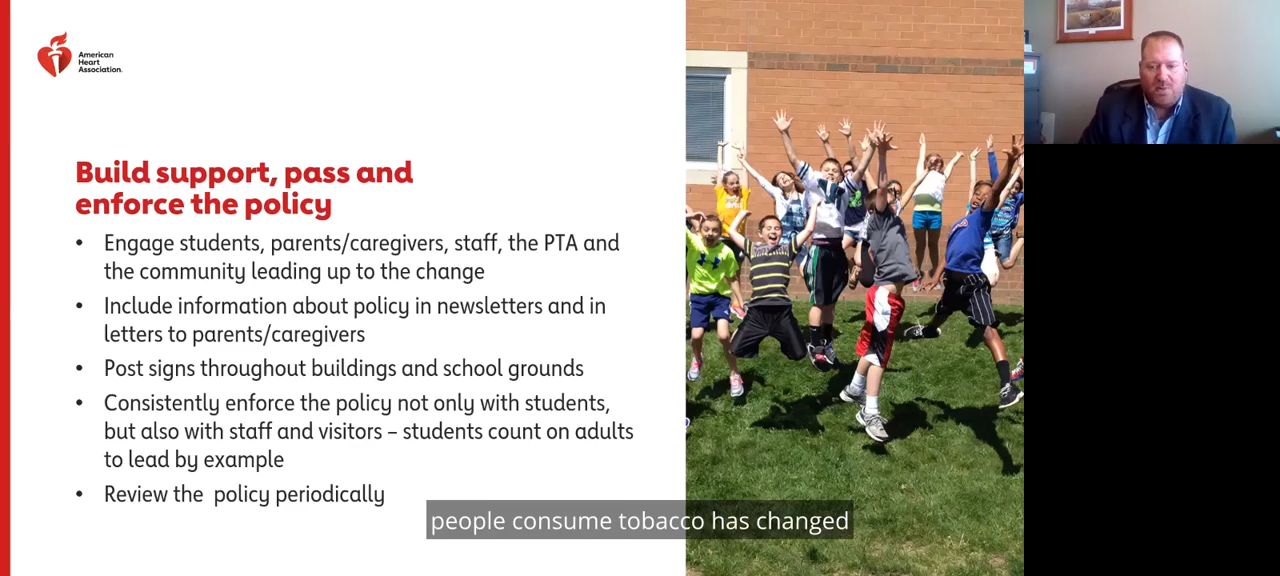 American
Heart
Association.
Build support, pass and
enforce the policy
• Engage students, parents/caregivers, staff, the PTA and
the community leading up to the change
• Include information about policy in newsletters and in
letters to parents/caregivers
• Post signs throughout buildings and school grounds
• Consistently enforce the policy not only with students,
but also with staff and visitors – students count on adults
to lead by example
• Review the  policy periodically
people consume tobacco has changed